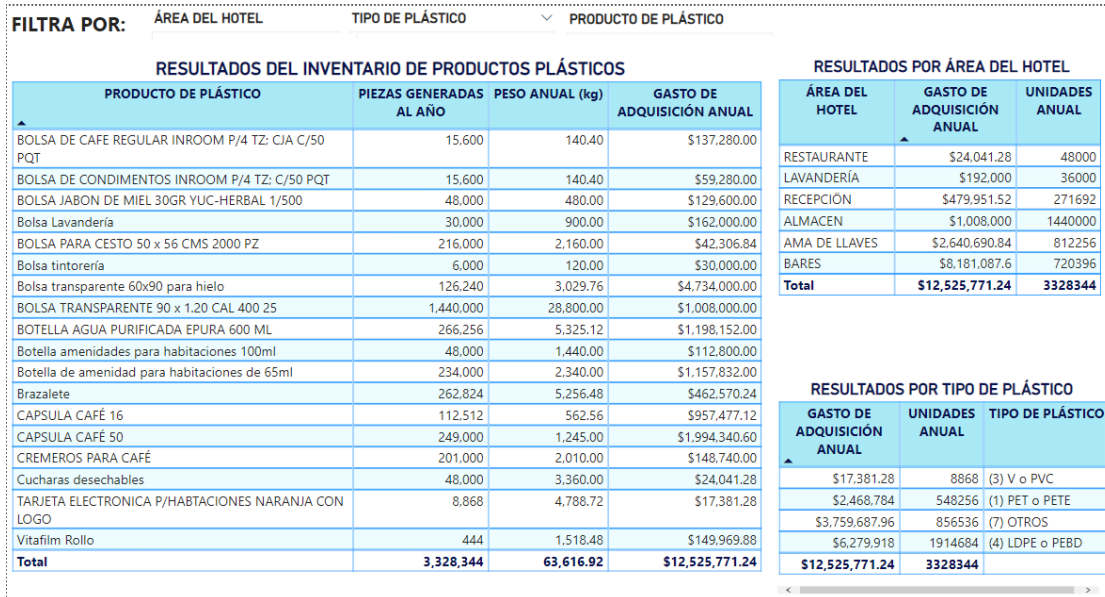 FILTRA POR: ÁREA DEL HOTEL TIPO DE PLÁSTICO PRODUCTO DE PLÁSTICO
RESULTADOS DEL INVENTARIO DE PRODUCTOS PLÁSTICOS
PRODUCTO DE PLÁSTICO PIEZAS GENERADAS PESO ANUAL (kg) GASTO DE
AL AÑO ADQUISICIÓN ANUAL
BOLSA DE CAFE REGULAR INROOM P/4 TZ; CJA C/50 15,600 140.40 $137,280.00
PQT
BOLSA DE CONDIMENTOS INROOM P/4 TZ; C/50 PQT 15,600 140.40 $59,280.00
BOLSA JABON DE MIEL 30GR YUC-HERBAL 1/500 48,000 480.00 $129,600.00
Bolsa Lavandería 30,000 900.00 $162,000.00
BOLSA PARA CESTO 50 x 56 CMS 2000 PZ 216,000 2,160.00 $42,306.84
Bolsa tintorería 6,000 120.00 $30,000.00
Bolsa transparente 60x90 para hielo 126,240 3,029.76 $4,734,000.00
BOLSA TRANSPARENTE 90 x 1.20 CAL 400 25 1,440,000 28,800.00 $1,008,000.00
BOTELLA AGUA PURIFICADA EPURA 600 ML 266,256 5,325.12 $1,198,152.00
Botella amenidades para habitaciones 100ml 48,000 1,440.00 $112,800.00
Botella de amenidad para habitaciones de 65ml 234,000 2,340.00 $1,157,832.00
Brazalete 262,824 5,256.48 $462,570.24
CAPSULA CAFÉ 16 112,512 562.56 $957,477.12
CAPSULA CAFÉ 50 249,000 1,245.00 $1,994,340.60
CREMEROS PARA CAFÉ 201,000 2,010.00 $148,740.00
Cucharas desechables 48,000 3,360.00 $24,041.28
TARJETA ELECTRONICA P/HABTACIONES NARANJA CON 8,868 4,788.72 $17,381.28
LOGO
Vitafilm Rollo 444 1,518.48 $149,969.88
Total 3,328,344 63,616.92 $12,525,771.24
RESULTADOS POR ÁREA DEL HOTEL
ÁREA DEL GASTO DE UNIDADES
HOTEL ADQUISICIÓN ANUAL
ANUAL
RESTAURANTE $24,041.28 48000
LAVANDERÍA $192,000 36000
RECEPCIÖN $479,951.52 271692
ALMACEN $1,008,000 1440000
AMA DE LLAVES $2,640,690.84 812256
BARES $8,181,087.6 720396
Total $12,525,771.24 3328344
RESULTADOS POR TIPO DE PLÁSTICO
GASTO DE UNIDADES TIPO DE PLÁSTICO
ADQUISICIÓN ANUAL
ANUAL
$17,381.28 8868 (3) V o PVC
$2,468,784 548256 (1) PET o PETE
$3,759,687.96 856536 (7) OTROS
$6,279,918 1914684 (4) LDPE o PEBD
$12,525,771.24 3328344